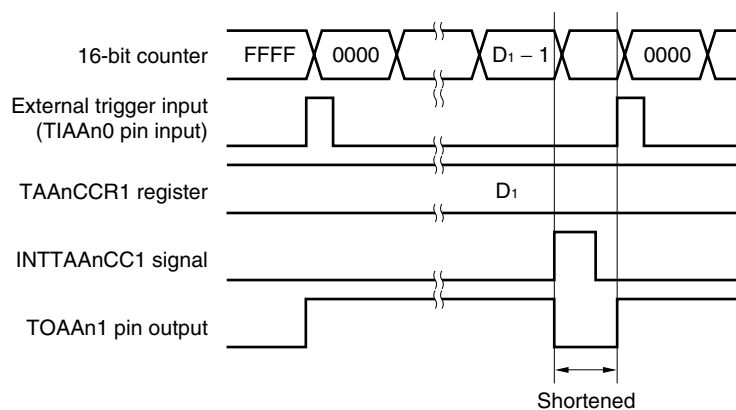 16-bit counter FFFF 0000 D1 − 1 0000
External trigger input
(TIAAn0 pin input)
TAAnCCR1 register D1
INTTAAnCC1 signal
TOAAn1 pin output
Shortened